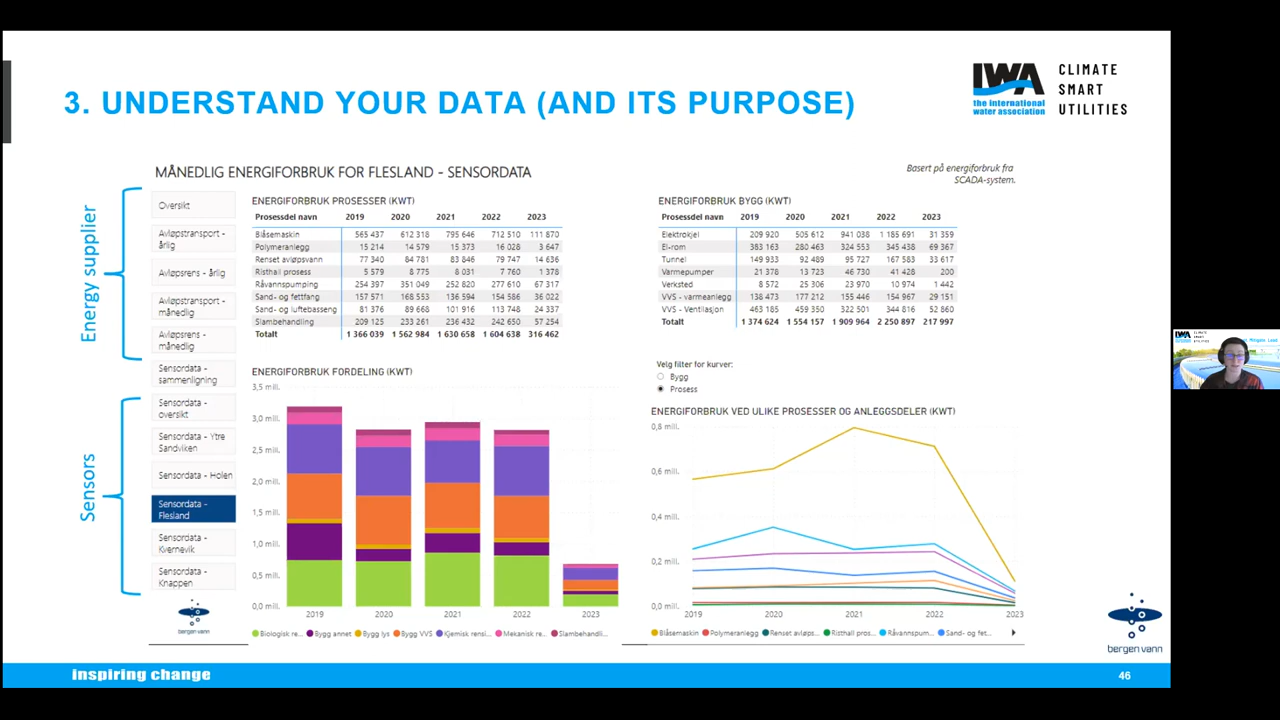 3. UNDERSTAND YOUR DATA (AND ITS PURPOSE)
IWA
the international
water association
CLIMATE
SMART
UTILITIES
MÅNEDLIG ENERGIFORBRUK FOR FLESLAND - SENSORDATA
Basert på energiforbruk fra
SCADA-system.
Energy supplier
Sensors
Oversikt
Avløpstransport -
årlig
Avløpsrens - årlig
Avløpstransport -
månedlig
Avløpsrens -
månedlig
Sensordata -
sammenligning
Sensordata -
oversikt
Sensordata - Ytre
Sandviken
Sensordata - Holen
Sensordata -
Flesland
Sensordata -
Kvernevik
Sensordata -
Knappen
bergen vann
ENERGIFORBRUK PROSESSER (KWT)
Prosessdel navn 2019 2020 2021 2022 2023
Blåsemaskin 565 437 612 318 795 646 712 510 111 870
Polymeranlegg 15 214 14 579 15 373 16 028 3 647
Renset avløpsvann 77 340 84 781 83 846 79 747 14 636
Risthall prosess 5 579 8 775 8 031 7 760 1 378
Råvannspumping 254 397 351 049 252 820 277 610 67 317
Sand- og fettfang 157 571 168 553 136 594 154 586 36 022
Sand- og luftebasseng 81 376 89 668 101 916 113 748 24 337
Slambehandling 209 125 233 261 236 432 242 650 57 254
Totalt 1 366 039 1 562 984 1 630 658 1 604 638 316 462
ENERGIFORBRUK BYGG (KWT)
Prosessdel navn 2019 2020 2021 2022 2023
Elektrokjel 209 920 505 612 941 038 1 185 691 31 359
El-rom 383 163 280 463 324 553 345 438 69 367
Tunnel 149 933 92 489 95 727 167 583 33 617
Varmepumper 21 378 13 723 46 730 41 428 200
Verksted 8 572 25 306 23 970 10 974 1 442
VVS - varmeanlegg 138 473 177 212 155 446 154 967 29 151
VVS - Ventilasjon 463 185 459 350 322 501 344 816 52 860
Totalt 1 374 624 1 554 157 1 909 964 2 250 897 217 997
Velg filter for kurver:
Bygg
Prosess
ENERGIFORBRUK FORDELING (KWT)
3,5 mill.
3,0 mill.
2,5 mill.
2,0 mill.
1,5 mill.
1,0 mill.
0,5 mill.
0,0 mill.
2019 2020 2021 2022 2023
Biologisk re... Bygg annet Bygg lys Bygg VVS Kjemisk rensi... Mekanisk re... Slambehandli...
ENERGIFORBRUK VED ULIKE PROSESSER OG ANLEGGSDELER (KWT)
0,8 mill.
0,6 mill.
0,4 mill.
0,2 mill.
0,0 mill.
2019 2020 2021 2022 2023
Blåsemaskin Polymeranlegg Renset avløps... Risthall pros... Råvannspum... Sand- og fet...
bergen vann
inspiring change
46